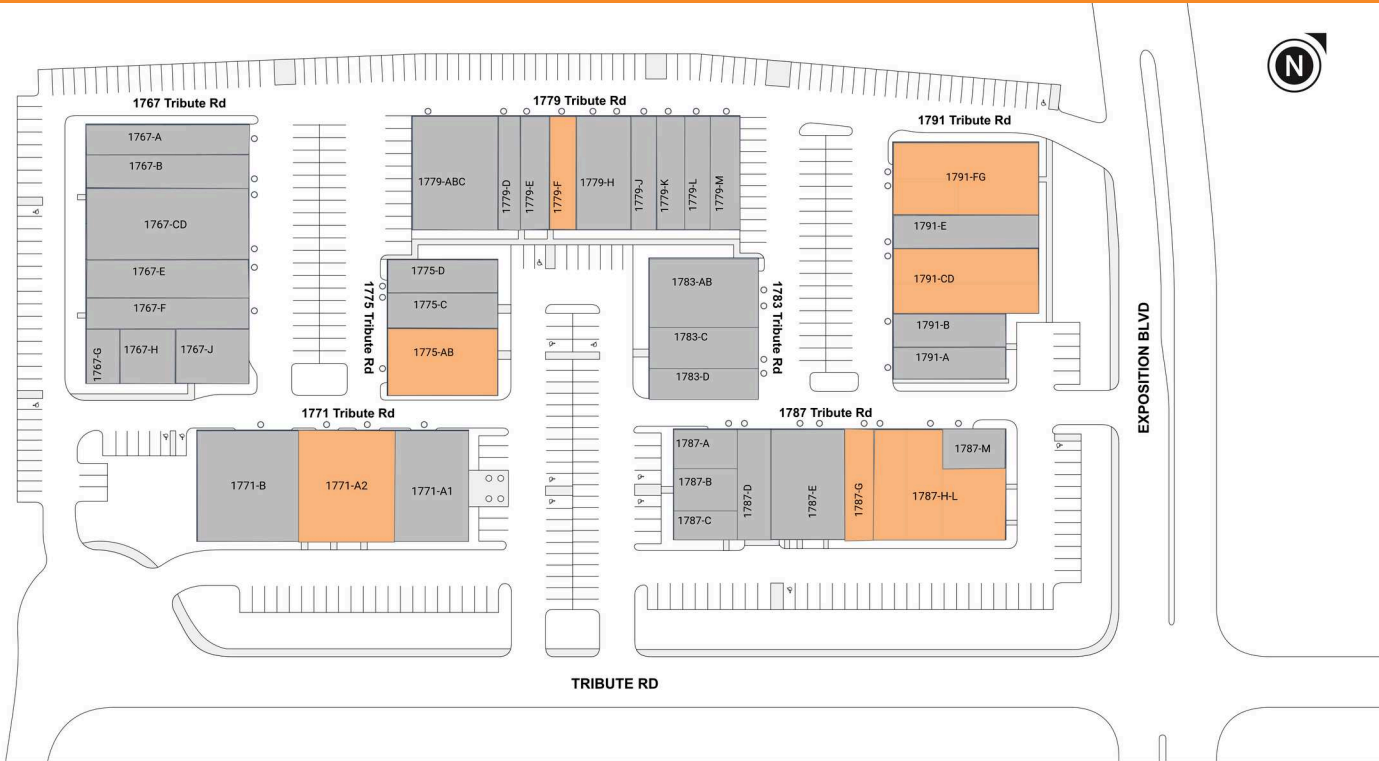 N
1767 Tribute Rd
1779 Tribute Rd
1791 Tribute Rd
1767-A
1767-B
1767-CD
1767-E
1767-F
1767-G
1767-H
1767-J
1779-ABC
1779-D
1779-E
1779-F
1779-H
1779-J
1779-K
1779-L
1779-M
1791-FG
1791-E
1791-CD
1791-B
1791-A
1775 Tribute Rd
1775-D
1775-C
1775-AB
1783-AB
1783-C
1783-D
1783 Tribute Rd
EXPOSITION BLVD
1771 Tribute Rd
1771-B
1771-A2
1771-A1
1787 Tribute Rd
1787-A
1787-B
1787-C
1787-D
1787-E
1787-G
1787-H-L
1787-M
TRIBUTE RD